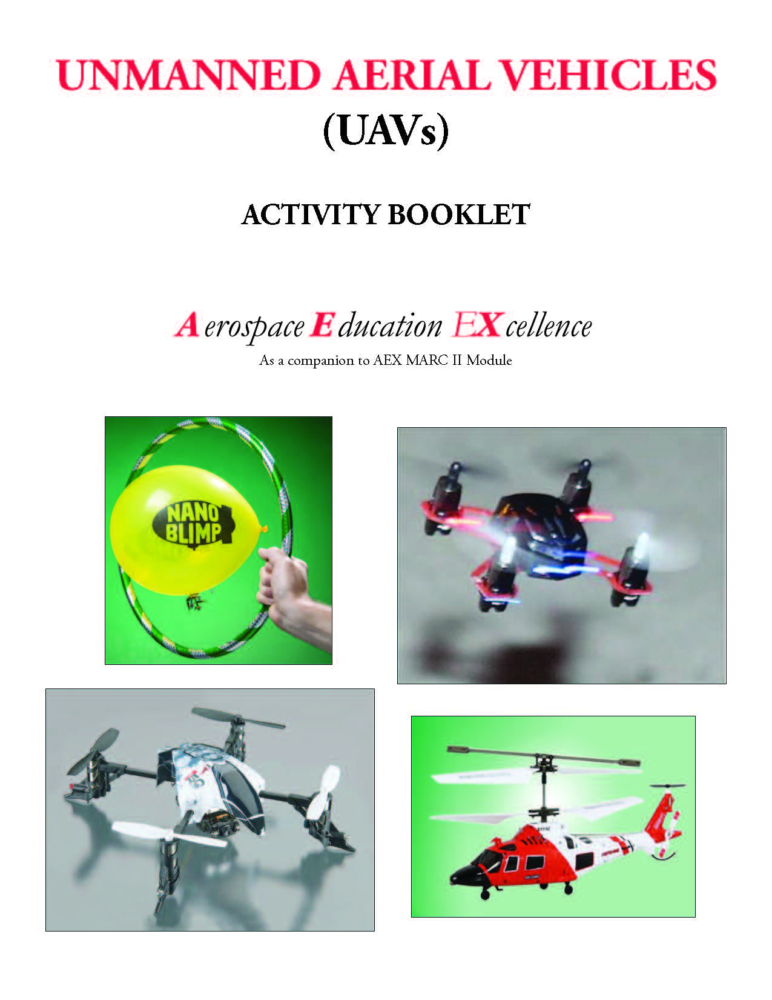 UNMANNED AERIAL VEHICLES
(UAVs)
ACTIVITY BOOKLET
Aerospace Education EXcellence
As a companion to AEX MARC II Module
NANO
BLIMP